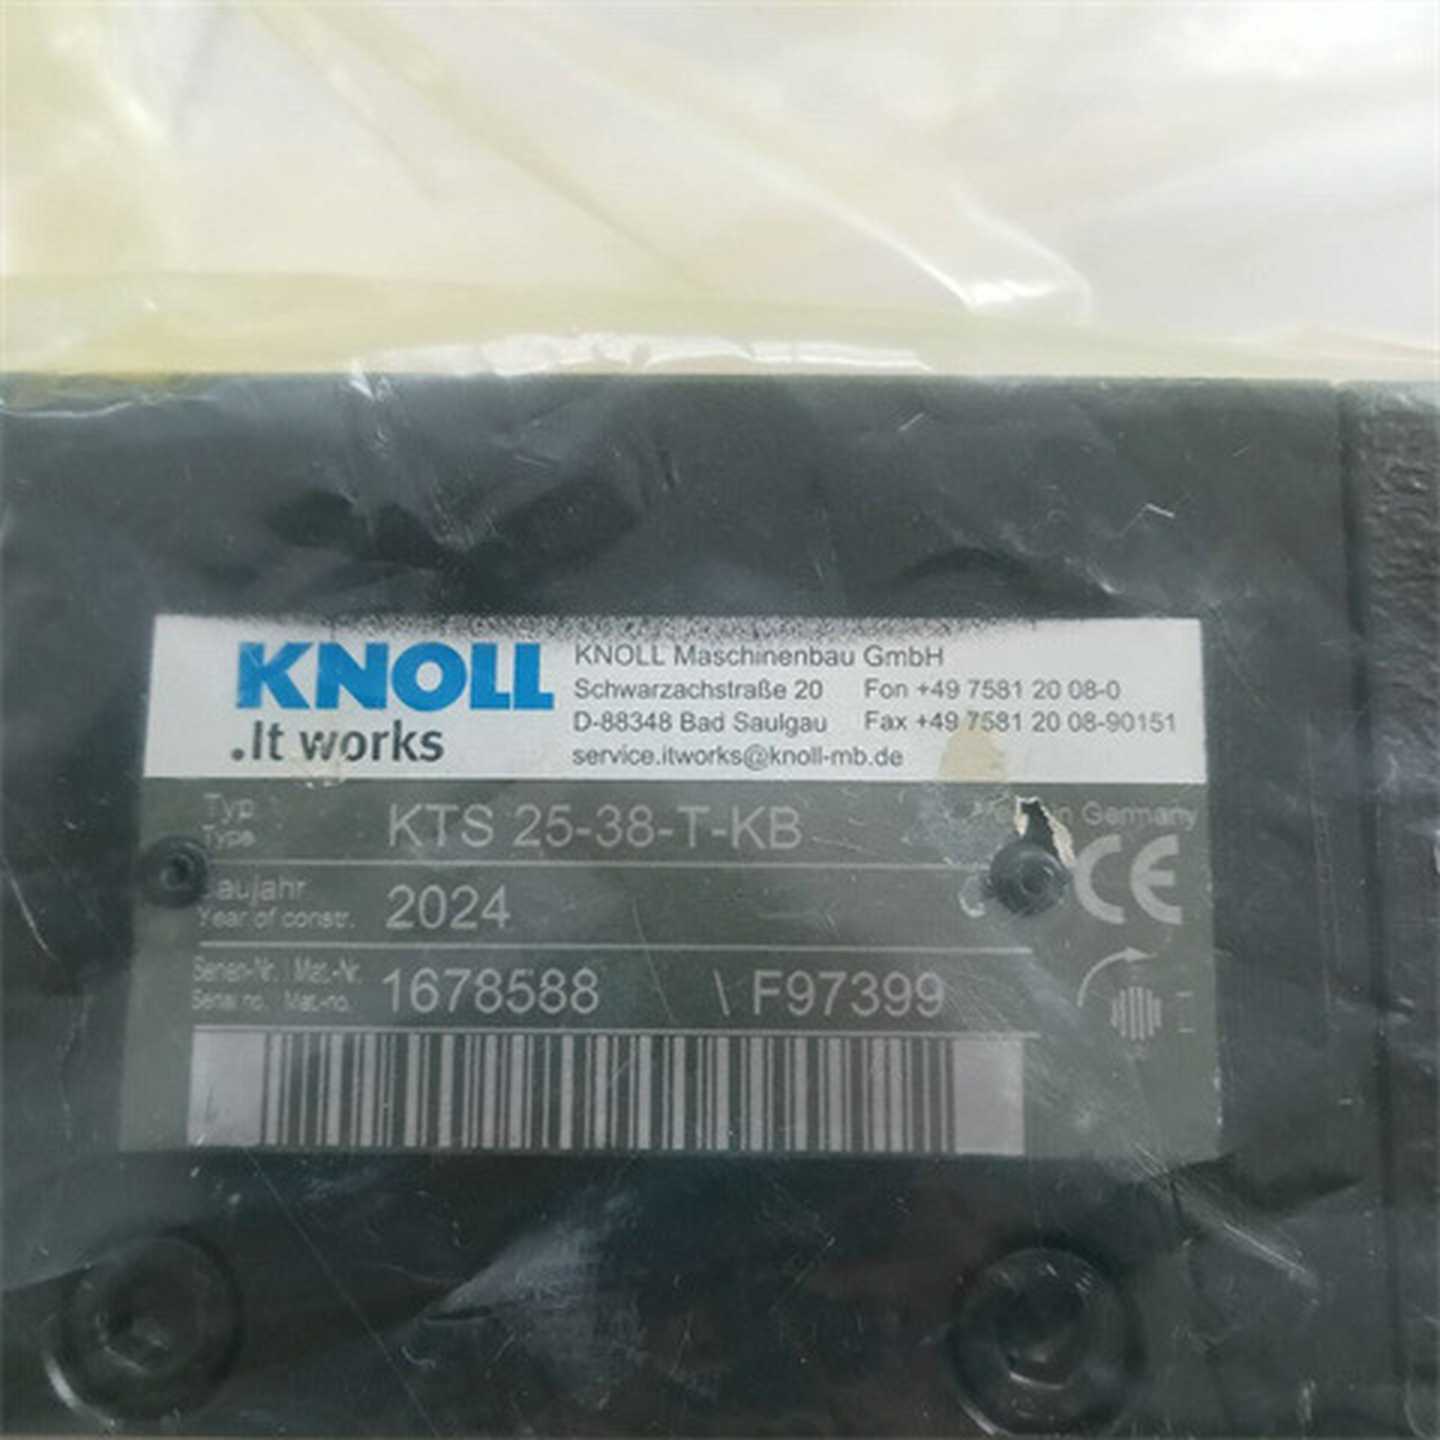 KNOLL
.It works
KNOLL Maschinenbau GmbH
Schwarzachstraße 20 Fon +49 7581 20 08-0
D-88348 Bad Saulgau Fax +49 7581 20 08-90151
service.itworks@knoll-mb.de
Typ
Type
KTS 25-38-T-KB
in Germany
CE
Baujahr
Year of constr.
2024
Serien-Nr. | Mat.-Nr.
Serial no. Mat.-no.
1678588 \ F97399